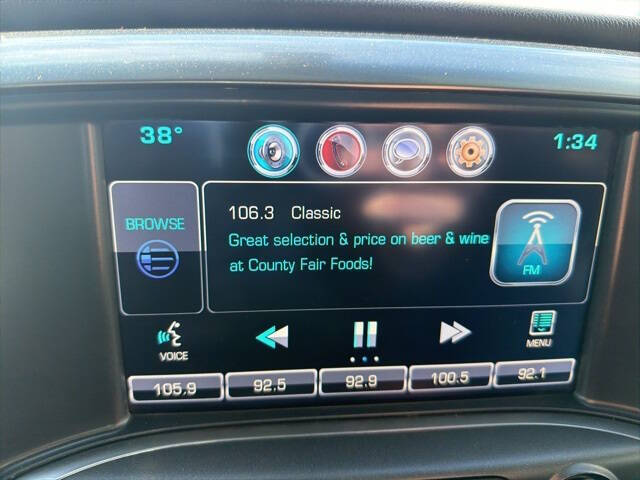 38°
1:34
BROWSE
106.3 Classic
Great selection & price on beer & wine
at County Fair Foods!
FM
VOICE
MENU
105.9 92.5 92.9 100.5 92.1